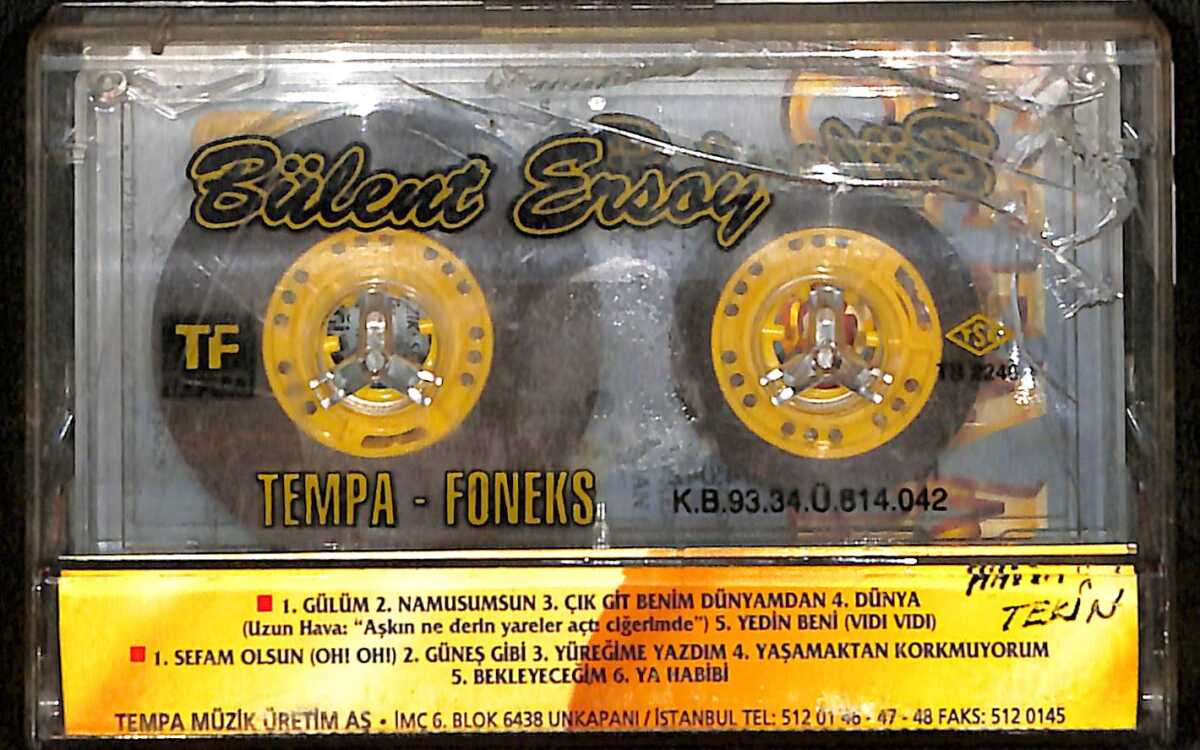 Bülent Ersoy
TF
TEMPA - FONEKS
K.B.93.34.Ü.614.042
1. GÜLÜM 2. NAMUSUMSUN 3. ÇIK GİT BENİM DÜNYAMDAN 4. DÜNYA
(Uzun Hava: "Aşkın ne derin yareler açtı ciğerimde") 5. YEDİN BENİ (VIDI VIDI)
1. SEFAM OLSUN (OH! OH!) 2. GÜNEŞ GİBİ 3. YÜREĞİME YAZDIM 4. YAŞAMAKTAN KORKMUYORUM
5. BEKLEYECEĞİM 6. YA HABİBİ
TEKİN
TEMPA MÜZİK ÜRETİM AŞ • İMÇ 6. BLOK 6438 UNKAPANI / İSTANBUL TEL: 512 01 46 - 47 - 48 FAKS: 512 0145